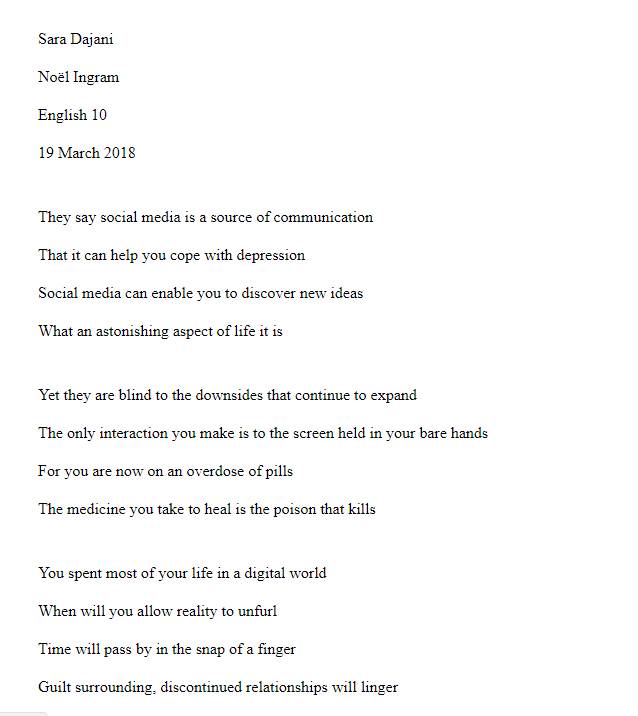 Sara Dajani
Noël Ingram
English 10
19 March 2018
They say social media is a source of communication
That it can help you cope with depression
Social media can enable you to discover new ideas
What an astonishing aspect of life it is
Yet they are blind to the downsides that continue to expand
The only interaction you make is to the screen held in your bare hands
For you are now on an overdose of pills
The medicine you take to heal is the poison that kills
You spent most of your life in a digital world
When will you allow reality to unfurl
Time will pass by in the snap of a finger
Guilt surrounding, discontinued relationships will linger